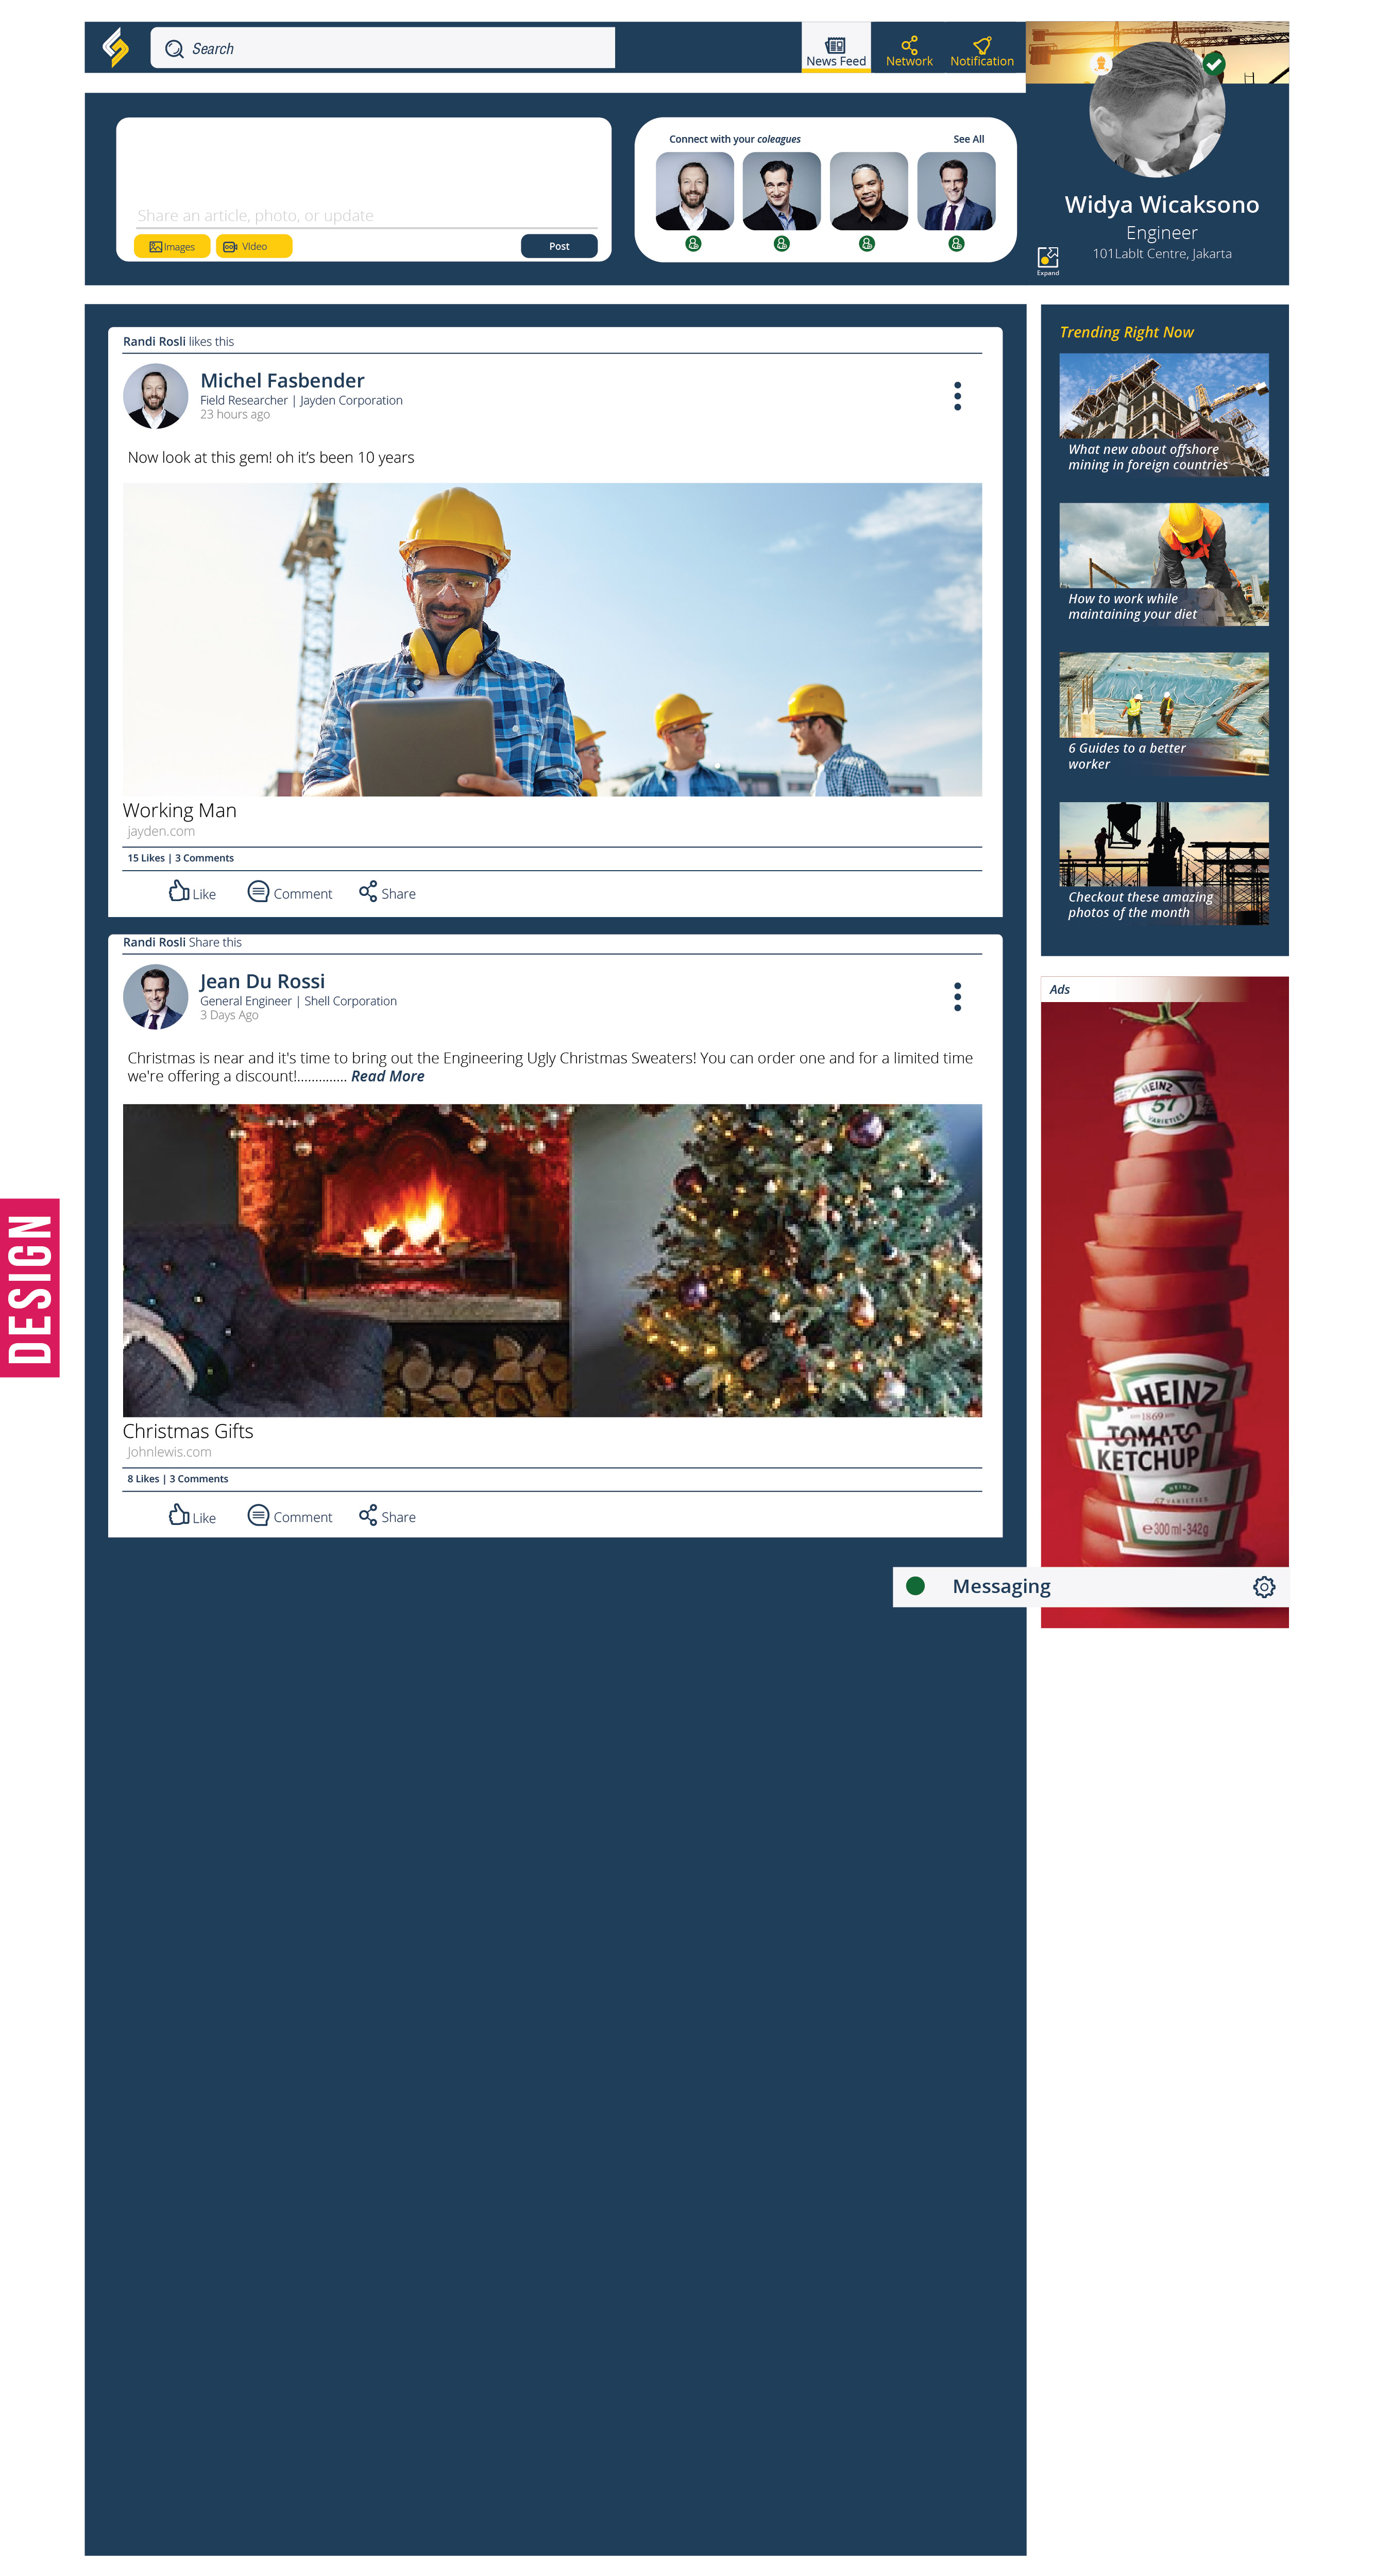 Search
News Feed
Network
Notification
Share an article, photo, or update
Images
VIdeo
Post
Connect with your coleagues
See All
Widya Wicaksono
Engineer
101LabIt Centre, Jakarta
Expand
Randi Rosli likes this
Michel Fasbender
Field Researcher | Jayden Corporation
23 hours ago
Now look at this gem! oh it's been 10 years
Working Man
jayden.com
15 Likes | 3 Comments
Like
Comment
Share
Randi Rosli Share this
Jean Du Rossi
General Engineer | Shell Corporation
3 Days Ago
Christmas is near and it's time to bring out the Engineering Ugly Christmas Sweaters! You can order one and for a limited time
we're offering a discount!.............. Read More
Christmas Gifts
Johnlewis.com
8 Likes | 3 Comments
Like
Comment
Share
Trending Right Now
What new about offshore
mining in foreign countries
How to work while
maintaining your diet
6 Guides to a better
worker
Checkout these amazing
photos of the month
Ads
HEINZ
57
VARIETIES
HEINZ
1869
TOMATO
KETCHUP
HEINZ
57 VARIETIES
e 300 ml-342g
Messaging
DESIGN